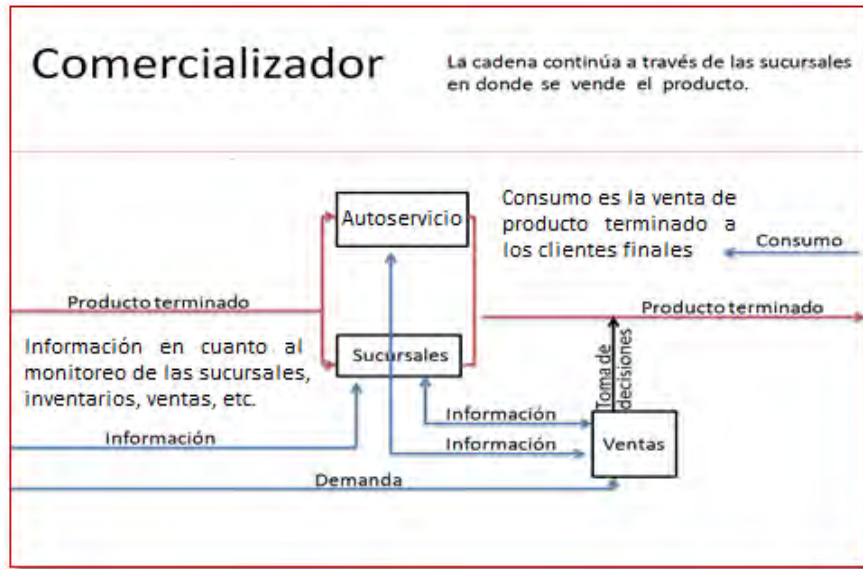 Comercializador
La cadena continúa a través de las sucursales
en donde se vende el producto.
Autoservicio
Consumo es la venta de
producto terminado a
los clientes finales
Consumo
Producto terminado
Producto terminado
Información en cuanto al
monitoreo de las sucursales,
inventarios, ventas, etc.
Sucursales
Toma de
decisiones
Información
Información
Información
Ventas
Demanda